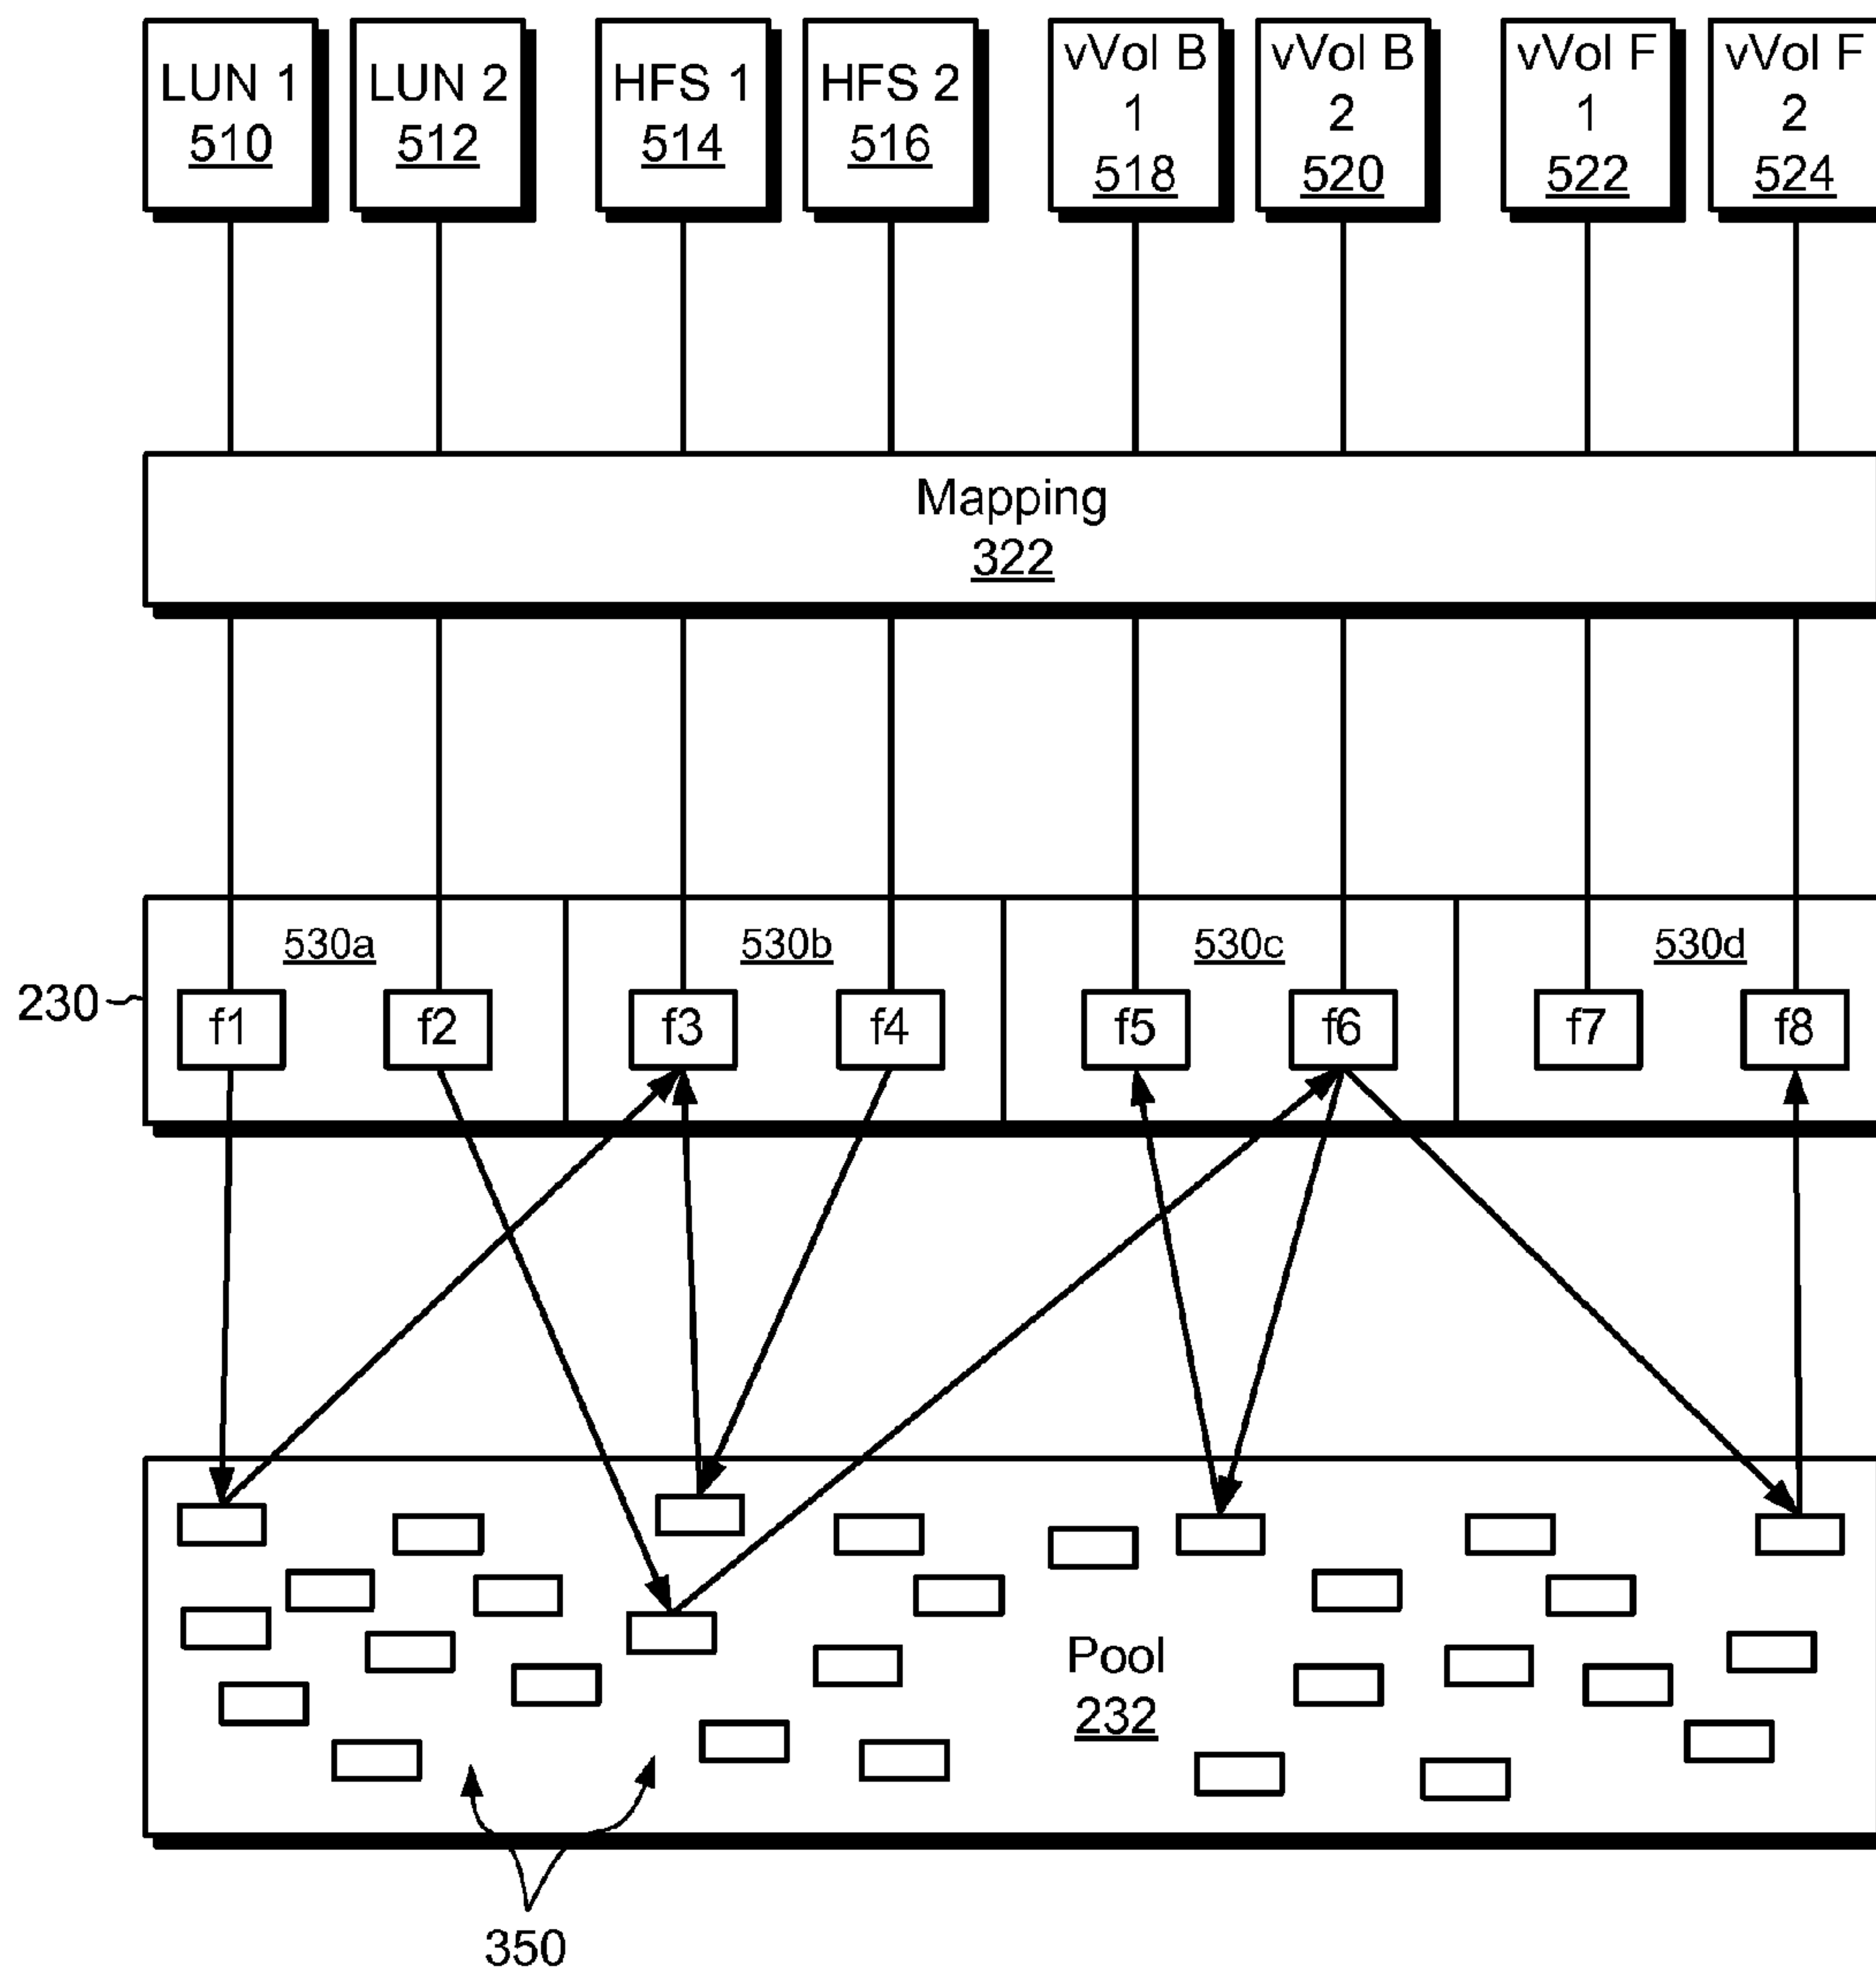 LUN 1
510
LUN 2
512
HFS 1
514
HFS 2
516
vVol B
1
518
vVol B
2
520
vVol F
1
522
vVol F
2
524
Mapping
322
530a
530b
530c
530d
230
f1
f2
f3
f4
f5
f6
f7
f8
Pool
232
350